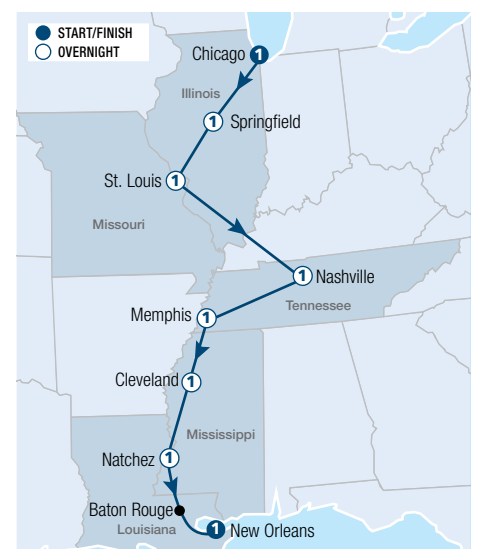 START/FINISH
OVERNIGHT
Chicago 1
Illinois
1 Springfield
St. Louis 1
Missouri
1 Nashville
Tennessee
Memphis 1
Cleveland 1
Mississippi
Natchez 1
Baton Rouge
Louisiana
1 New Orleans